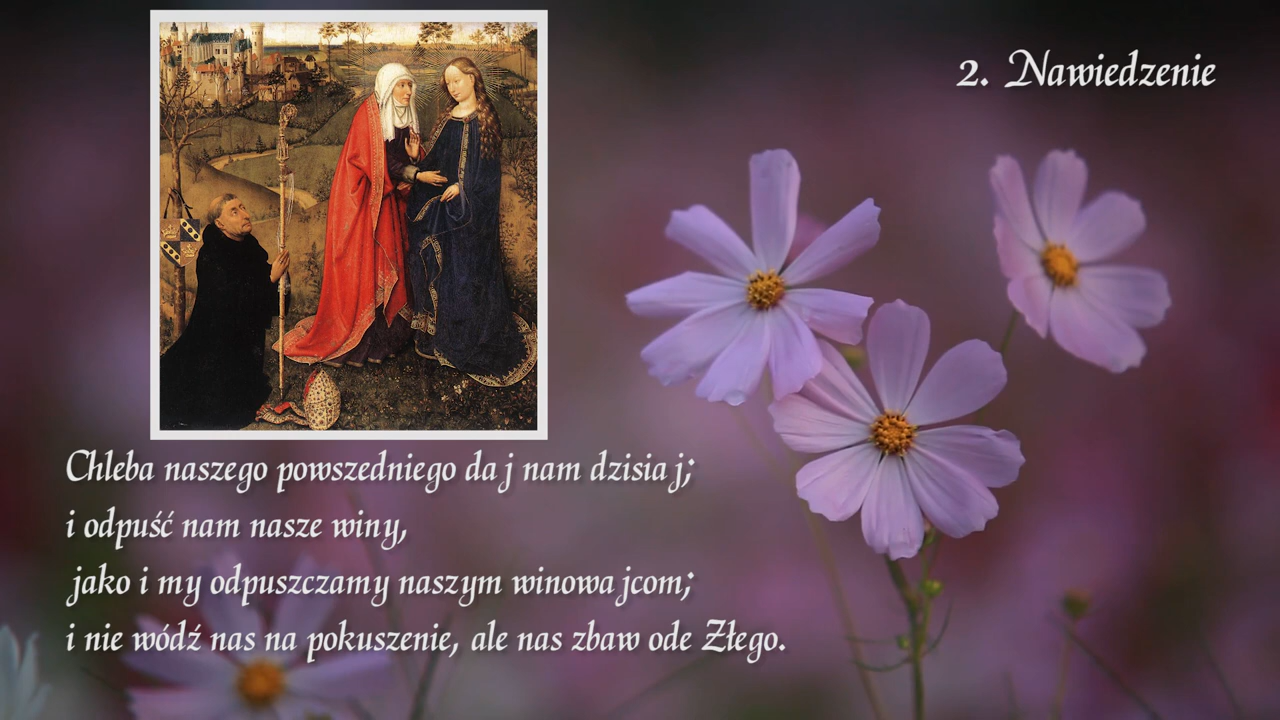 2. Nawiedzenie
Chleba naszego powszedniego daj nam dzisiaj;
i odpuść nam nasze winy,
jako i my odpuszczamy naszym winowajcom;
i nie wódź nas na pokuszenie, ale nas zbaw ode Złego.